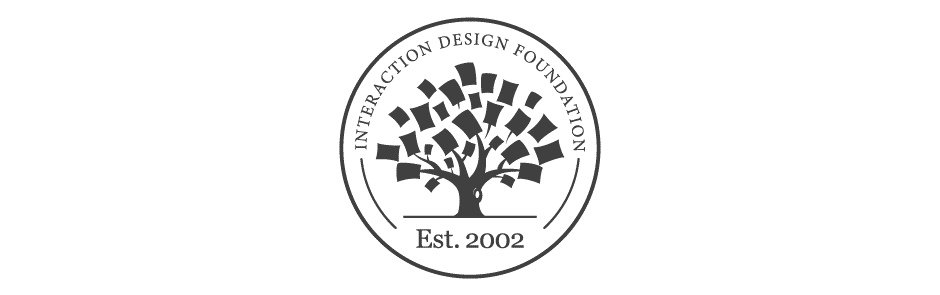 INTERACTION DESIGN FOUNDATION
Est. 2002